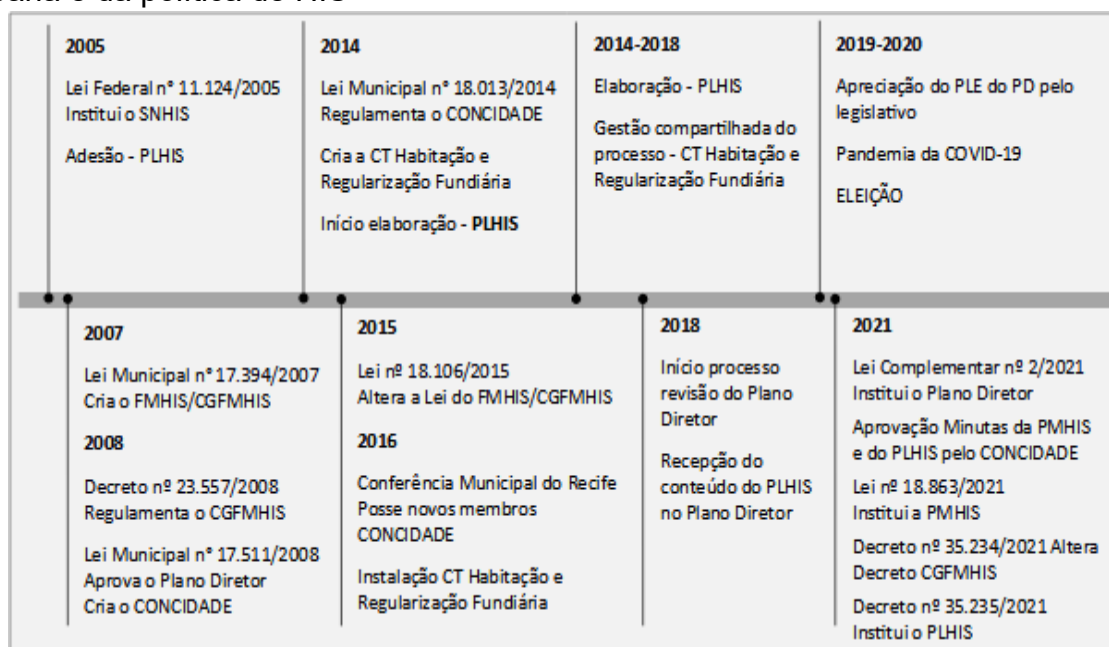 2005
Lei Federal n° 11.124/2005
Institui o SNHIS
Adesão - PLHIS
2014
Lei Municipal n° 18.013/2014
Regulamenta o CONCIDADE
Cria a CT Habitação e
Regularização Fundiária
Início elaboração - PLHIS
2014-2018
Elaboração - PLHIS
Gestão compartilhada do
processo - CT Habitação e
Regularização Fundiária
2019-2020
Apreciação do PLE do PD pelo
legislativo
Pandemia da COVID-19
ELEIÇÃO
2007
Lei Municipal n° 17.394/2007
Cria o FMHIS/CGFMHIS
2008
Decreto nº 23.557/2008
Regulamenta o CGFMHIS
Lei Municipal n° 17.511/2008
Aprova o Plano Diretor
Cria o CONCIDADE
2015
Lei nº 18.106/2015
Altera a Lei do FMHIS/CGFMHIS
2016
Conferência Municipal do Recife
Posse novos membros
CONCIDADE
Instalação CT Habitação e
Regularização Fundiária
2018
Início processo
revisão do Plano
Diretor
Recepção do
conteúdo do PLHIS
no Plano Diretor
2021
Lei Complementar nº 2/2021
Institui o Plano Diretor
Aprovação Minutas da PMHIS
e do PLHIS pelo CONCIDADE
Lei nº 18.863/2021
Institui a PMHIS
Decreto nº 35.234/2021 Altera
Decreto CGFMHIS
Decreto nº 35.235/2021
Institui o PLHIS